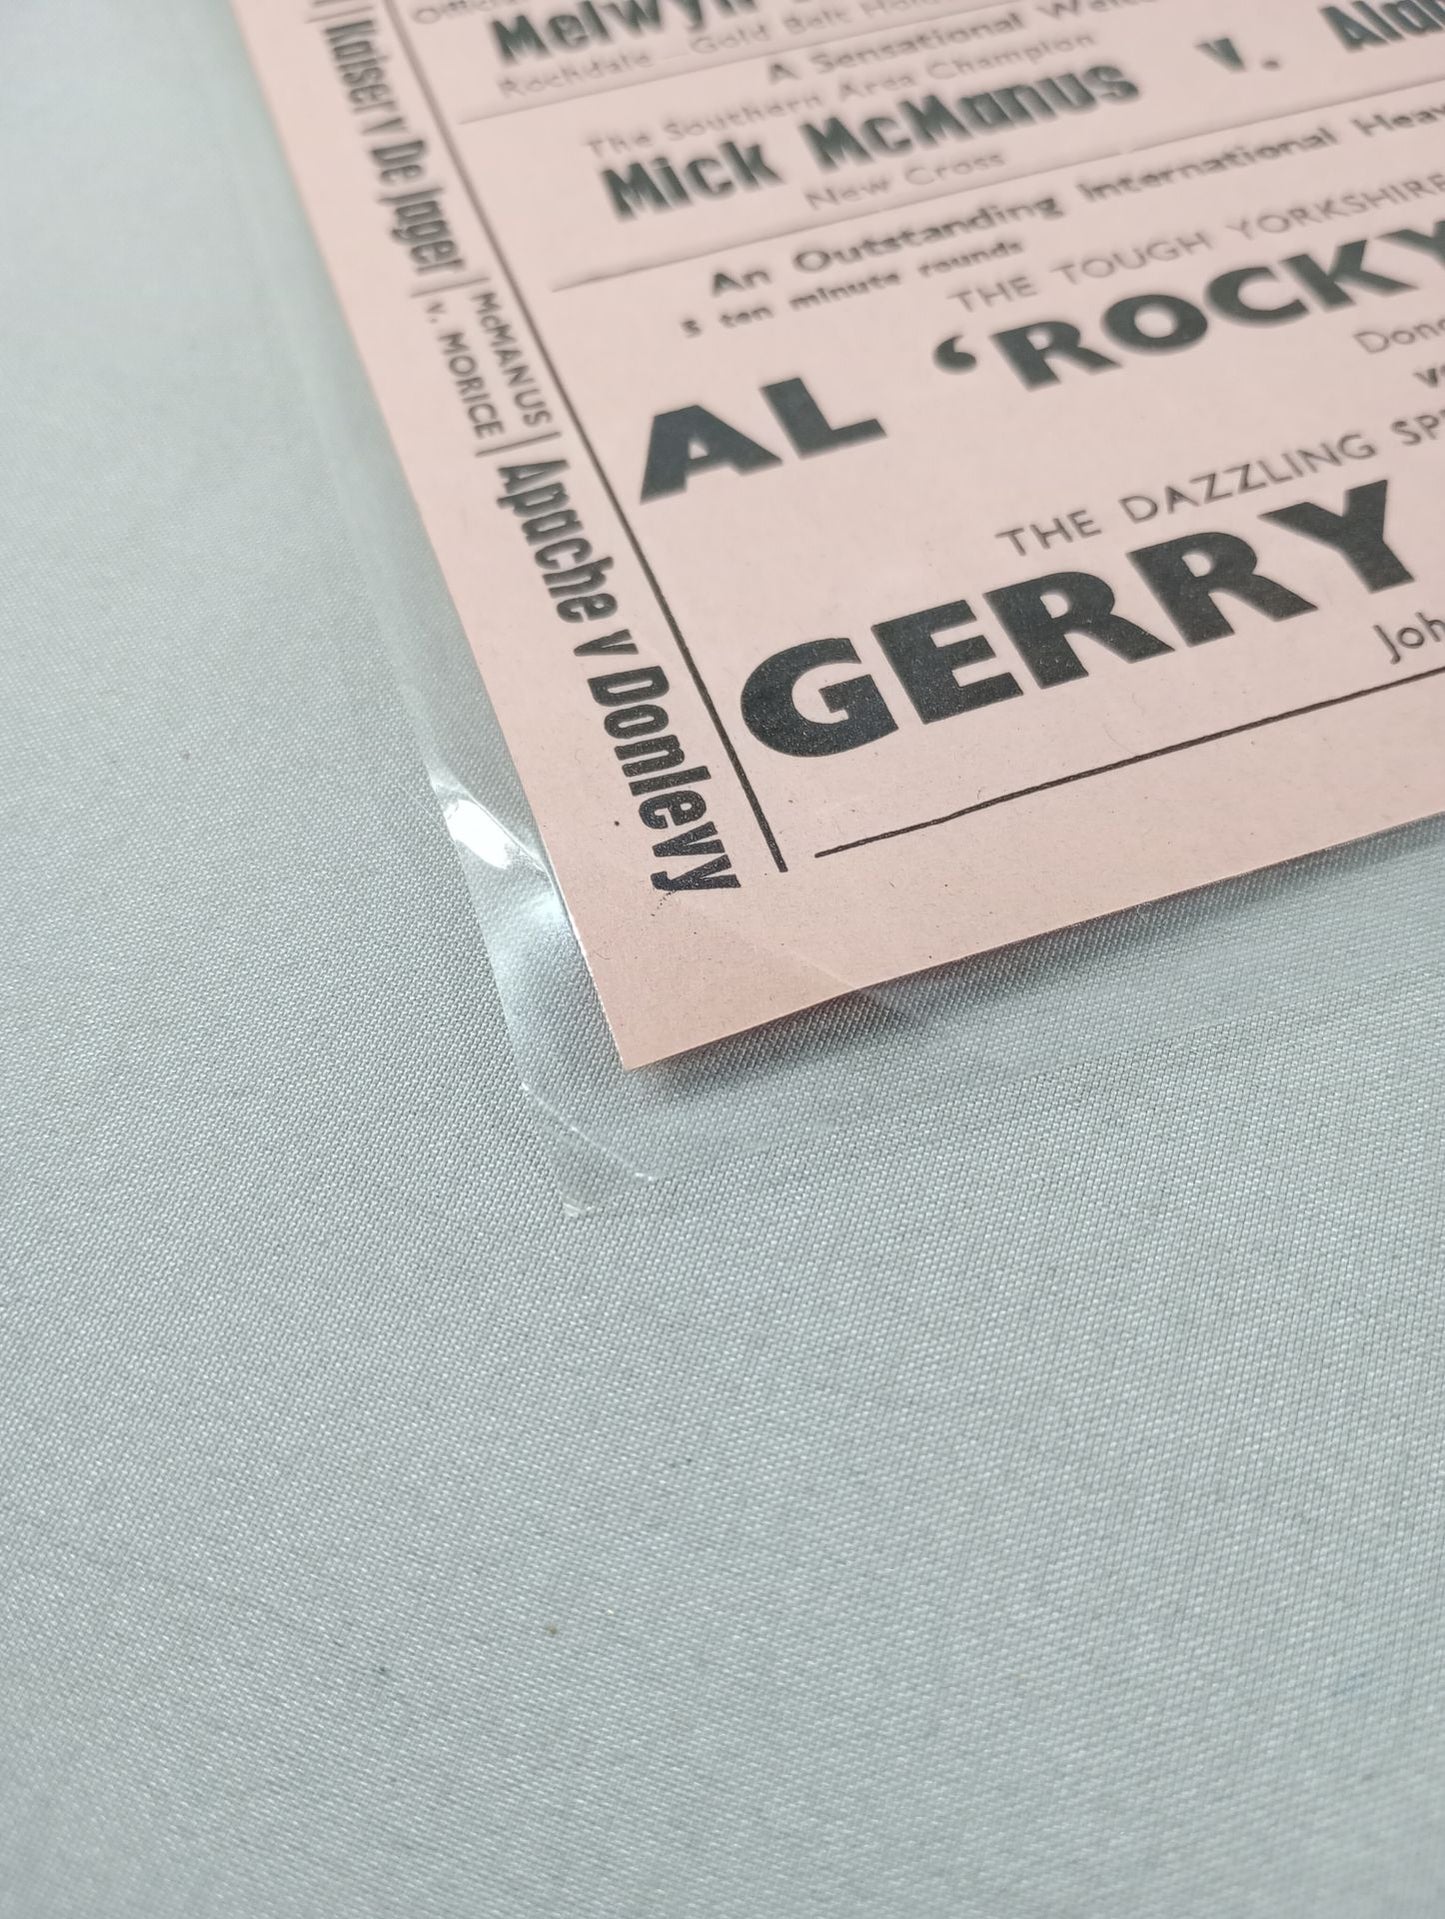 Melwyn
Rochdale Gold Belt
A Sensational
The Southern Area Champion
Mick McManus v.
New Cross
An Outstanding International
5 ten minute rounds
THE TOUGH YORKSHIRE
AL ‘ROCKY
THE DAZZLING
GERRY
Kaiser v De Jager
McMANUS
v. MORICE
Apache v Donlevy